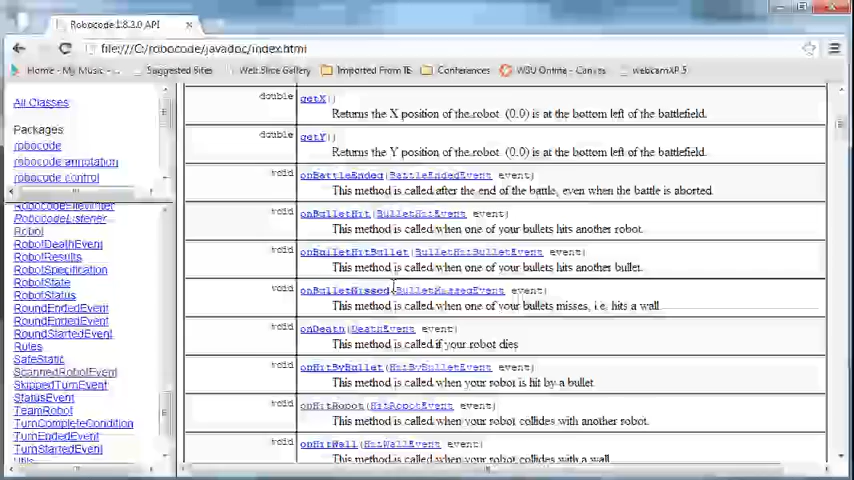 Robocode 1.8.3.0 API
file:///C:/robocode/javadoc/index.html
Home - My Music - ...
Suggested Sites
Web Slice Gallery
Imported From IE
Conferences
WSU Online - Canvas
webcamXP 5
All Classes
Packages
robocode
robocode.annotation
robocode.control
RobocodeListener
Robot
RobotDeathEvent
RobotResults
RobotSpecification
RobotState
RobotStatus
RoundEndedEvent
RoundEndedEvent
RoundStartedEvent
Rules
SafeStatic
ScannedRobotEvent
SkippedTurnEvent
StatusEvent
TeamRobot
TurnCompleteCondition
TurnEndedEvent
TurnStartedEvent
Utils
double getX()
Returns the X position of the robot. (0,0) is at the bottom left of the battlefield.
double getY()
Returns the Y position of the robot. (0,0) is at the bottom left of the battlefield.
void onBattleEnded(BattleEndedEvent event)
This method is called after the end of the battle, even when the battle is aborted.
void onBulletHit(BulletHitEvent event)
This method is called when one of your bullets hits another robot.
void onBulletHitBullet(BulletHitBulletEvent event)
This method is called when one of your bullets hits another bullet.
void onBulletMissed(BulletMissedEvent event)
This method is called when one of your bullets misses, i.e. hits a wall.
void onDeath(DeathEvent event)
This method is called if your robot dies.
void onHitByBullet(HitByBulletEvent event)
This method is called when your robot is hit by a bullet.
void onHitRobot(HitRobotEvent event)
This method is called when your robot collides with another robot.
void onHitWall(HitWallEvent event)
This method is called when your robot collides with a wall.